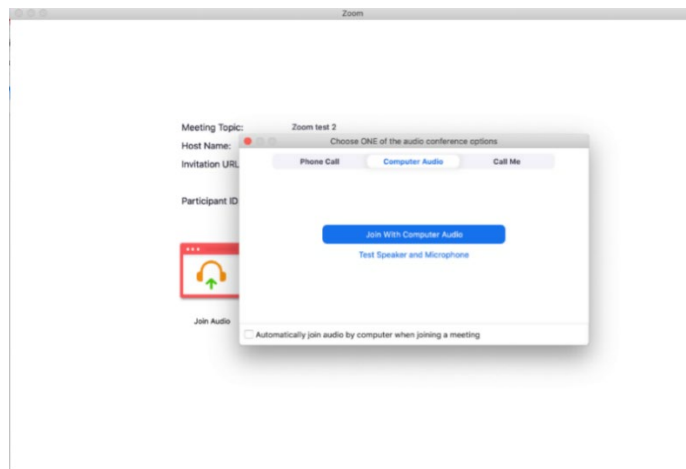 Zoom
Meeting Topic: Zoom test 2
Host Name:
Choose ONE of the audio conference options
Invitation URL
Phone Call Computer Audio Call Me
Participant ID
Join With Computer Audio
Test Speaker and Microphone
Join Audio
Automatically join audio by computer when joining a meeting